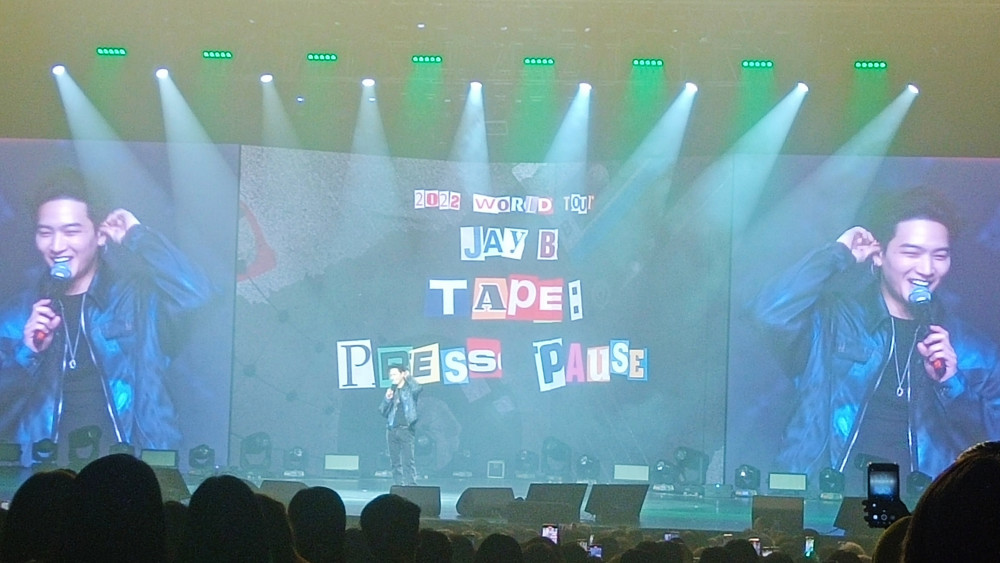 2022 WORLD TOUR
JAY B
TAPE:
PRESS PAUSE